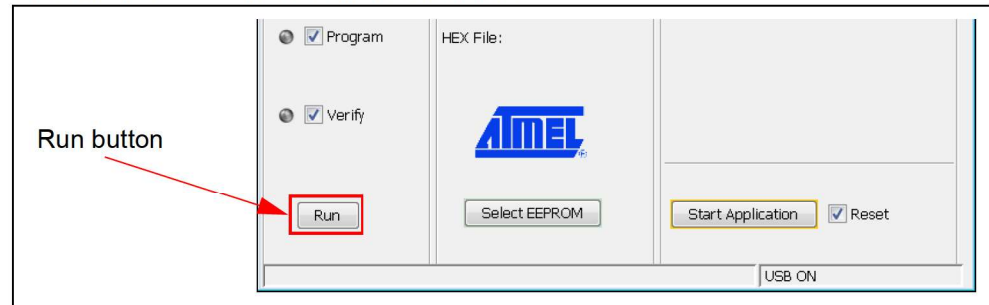 Program
HEX File:
Verify
ATMEL
®
Run button
Run
Select EEPROM
Start Application
Reset
USB ON